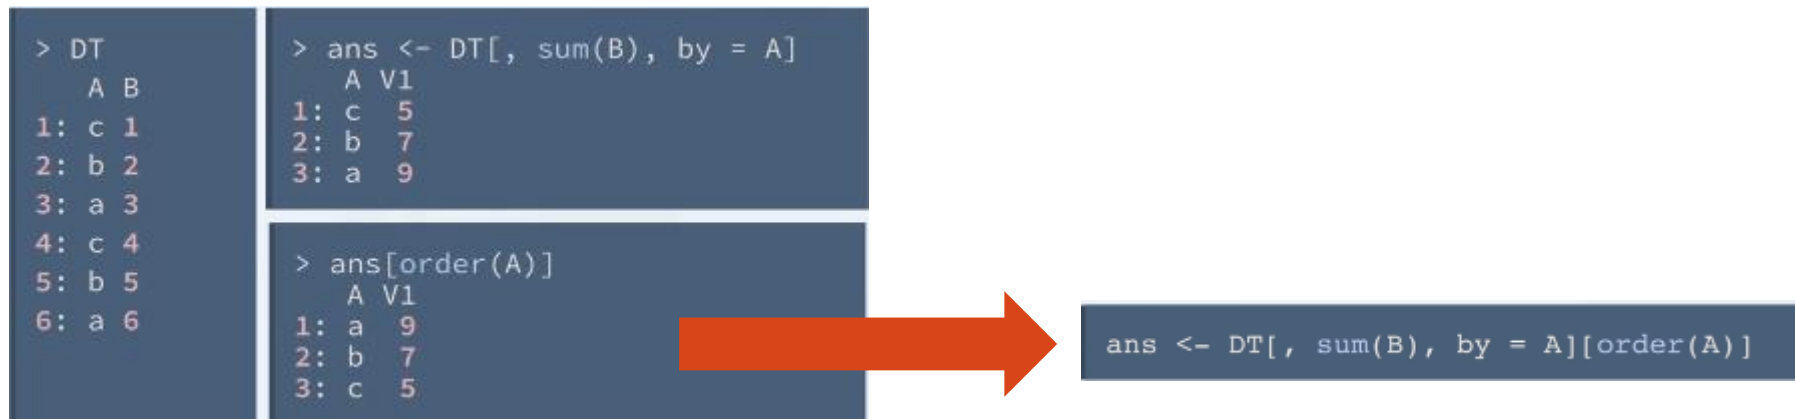 > DT
   A B
1: c 1
2: b 2
3: a 3
4: c 4
5: b 5
6: a 6
> ans <- DT[, sum(B), by = A]
   A V1
1: c  5
2: b  7
3: a  9
> ans[order(A)]
   A V1
1: a  9
2: b  7
3: c  5
ans <- DT[, sum(B), by = A][order(A)]